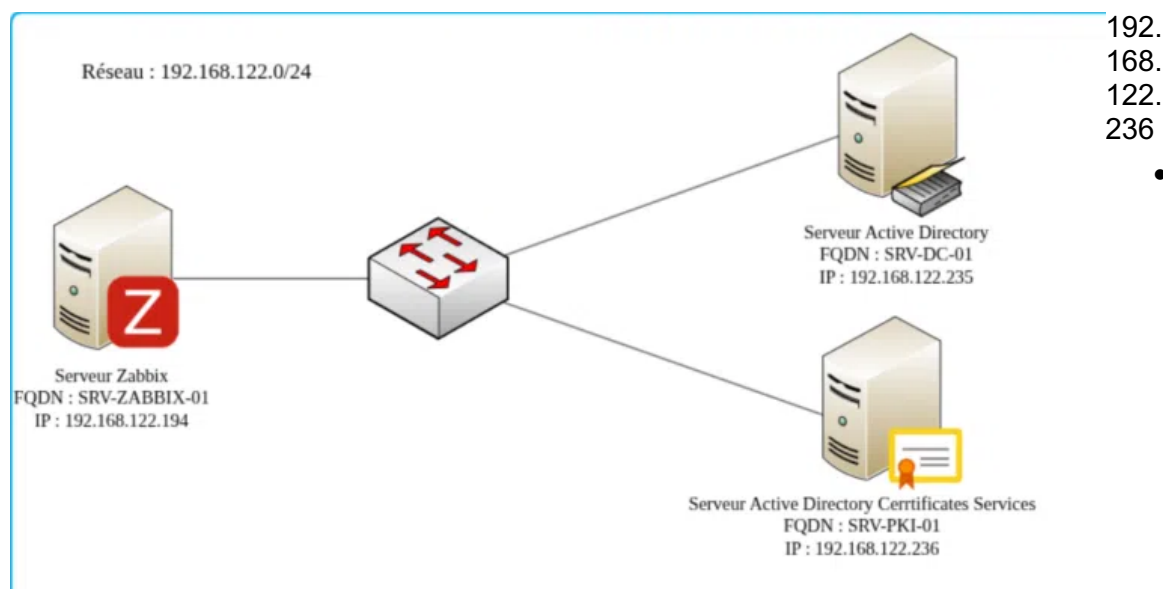 Réseau : 192.168.122.0/24
192.
168.
122.
236
•
Serveur Active Directory
FQDN : SRV-DC-01
IP : 192.168.122.235
Z
Serveur Zabbix
FQDN : SRV-ZABBIX-01
IP : 192.168.122.194
Serveur Active Directory Cerrtificates Services
FQDN : SRV-PKI-01
IP : 192.168.122.236